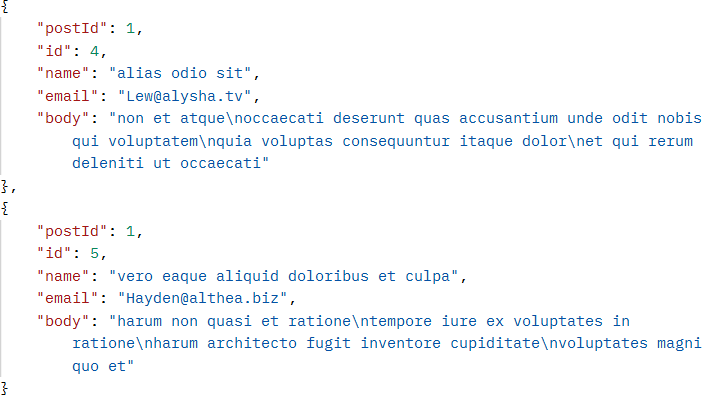 {
"postId": 1,
"id": 4,
"name": "alias odio sit",
"email": "Lew@alysha.tv",
"body": "non et atque\noccaecati deserunt quas accusantium unde odit nobis
qui voluptatem\nquia voluptas consequuntur itaque dolor\net qui rerum
deleniti ut occaecati"
},
{
"postId": 1,
"id": 5,
"name": "vero eaque aliquid doloribus et culpa",
"email": "Hayden@althea.biz",
"body": "harum non quasi et ratione\ntempore iure ex voluptates in
ratione\nharum architecto fugit inventore cupiditate\nvoluptates magni
quo et"
}